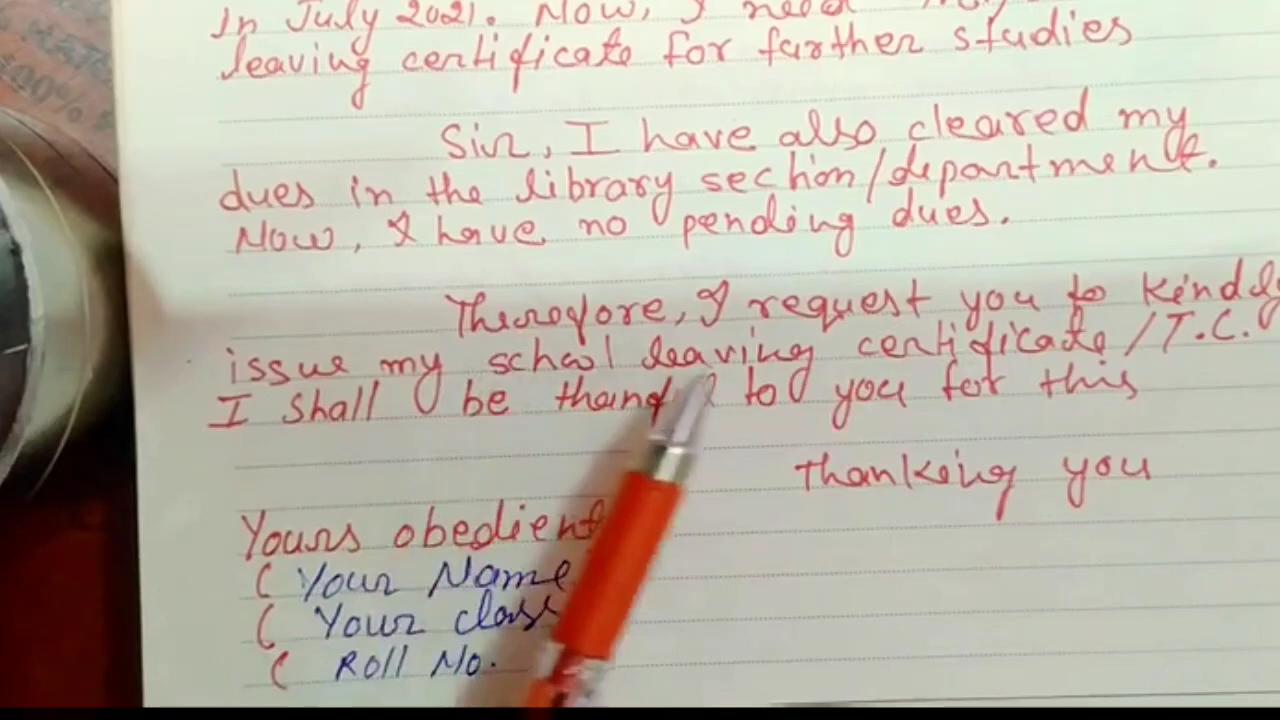 In July 2021. Now, I need my
leaving certificate for further studies
Sir, I have also cleared my
dues in the library section/department.
Now, I have no pending dues.
Therefore, I request you to kindly
issue my school leaving certificate/T.C.
I shall be to you for this
Thanking you
Yours obedient
( Your Name
( Your class
( Roll No.